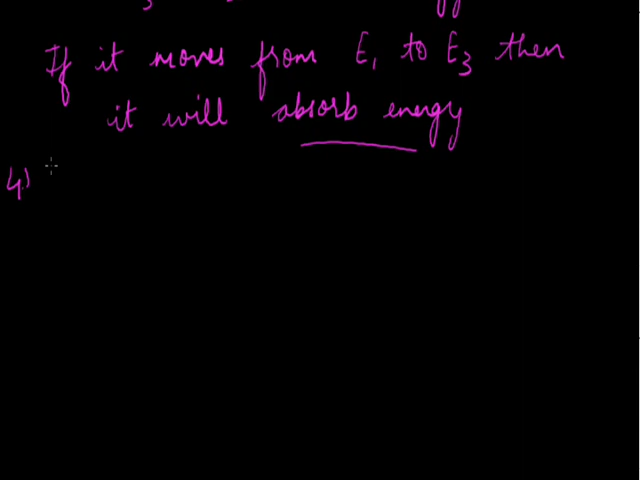 If it moves from E₁ to E₃ then
it will absorb energy
4)